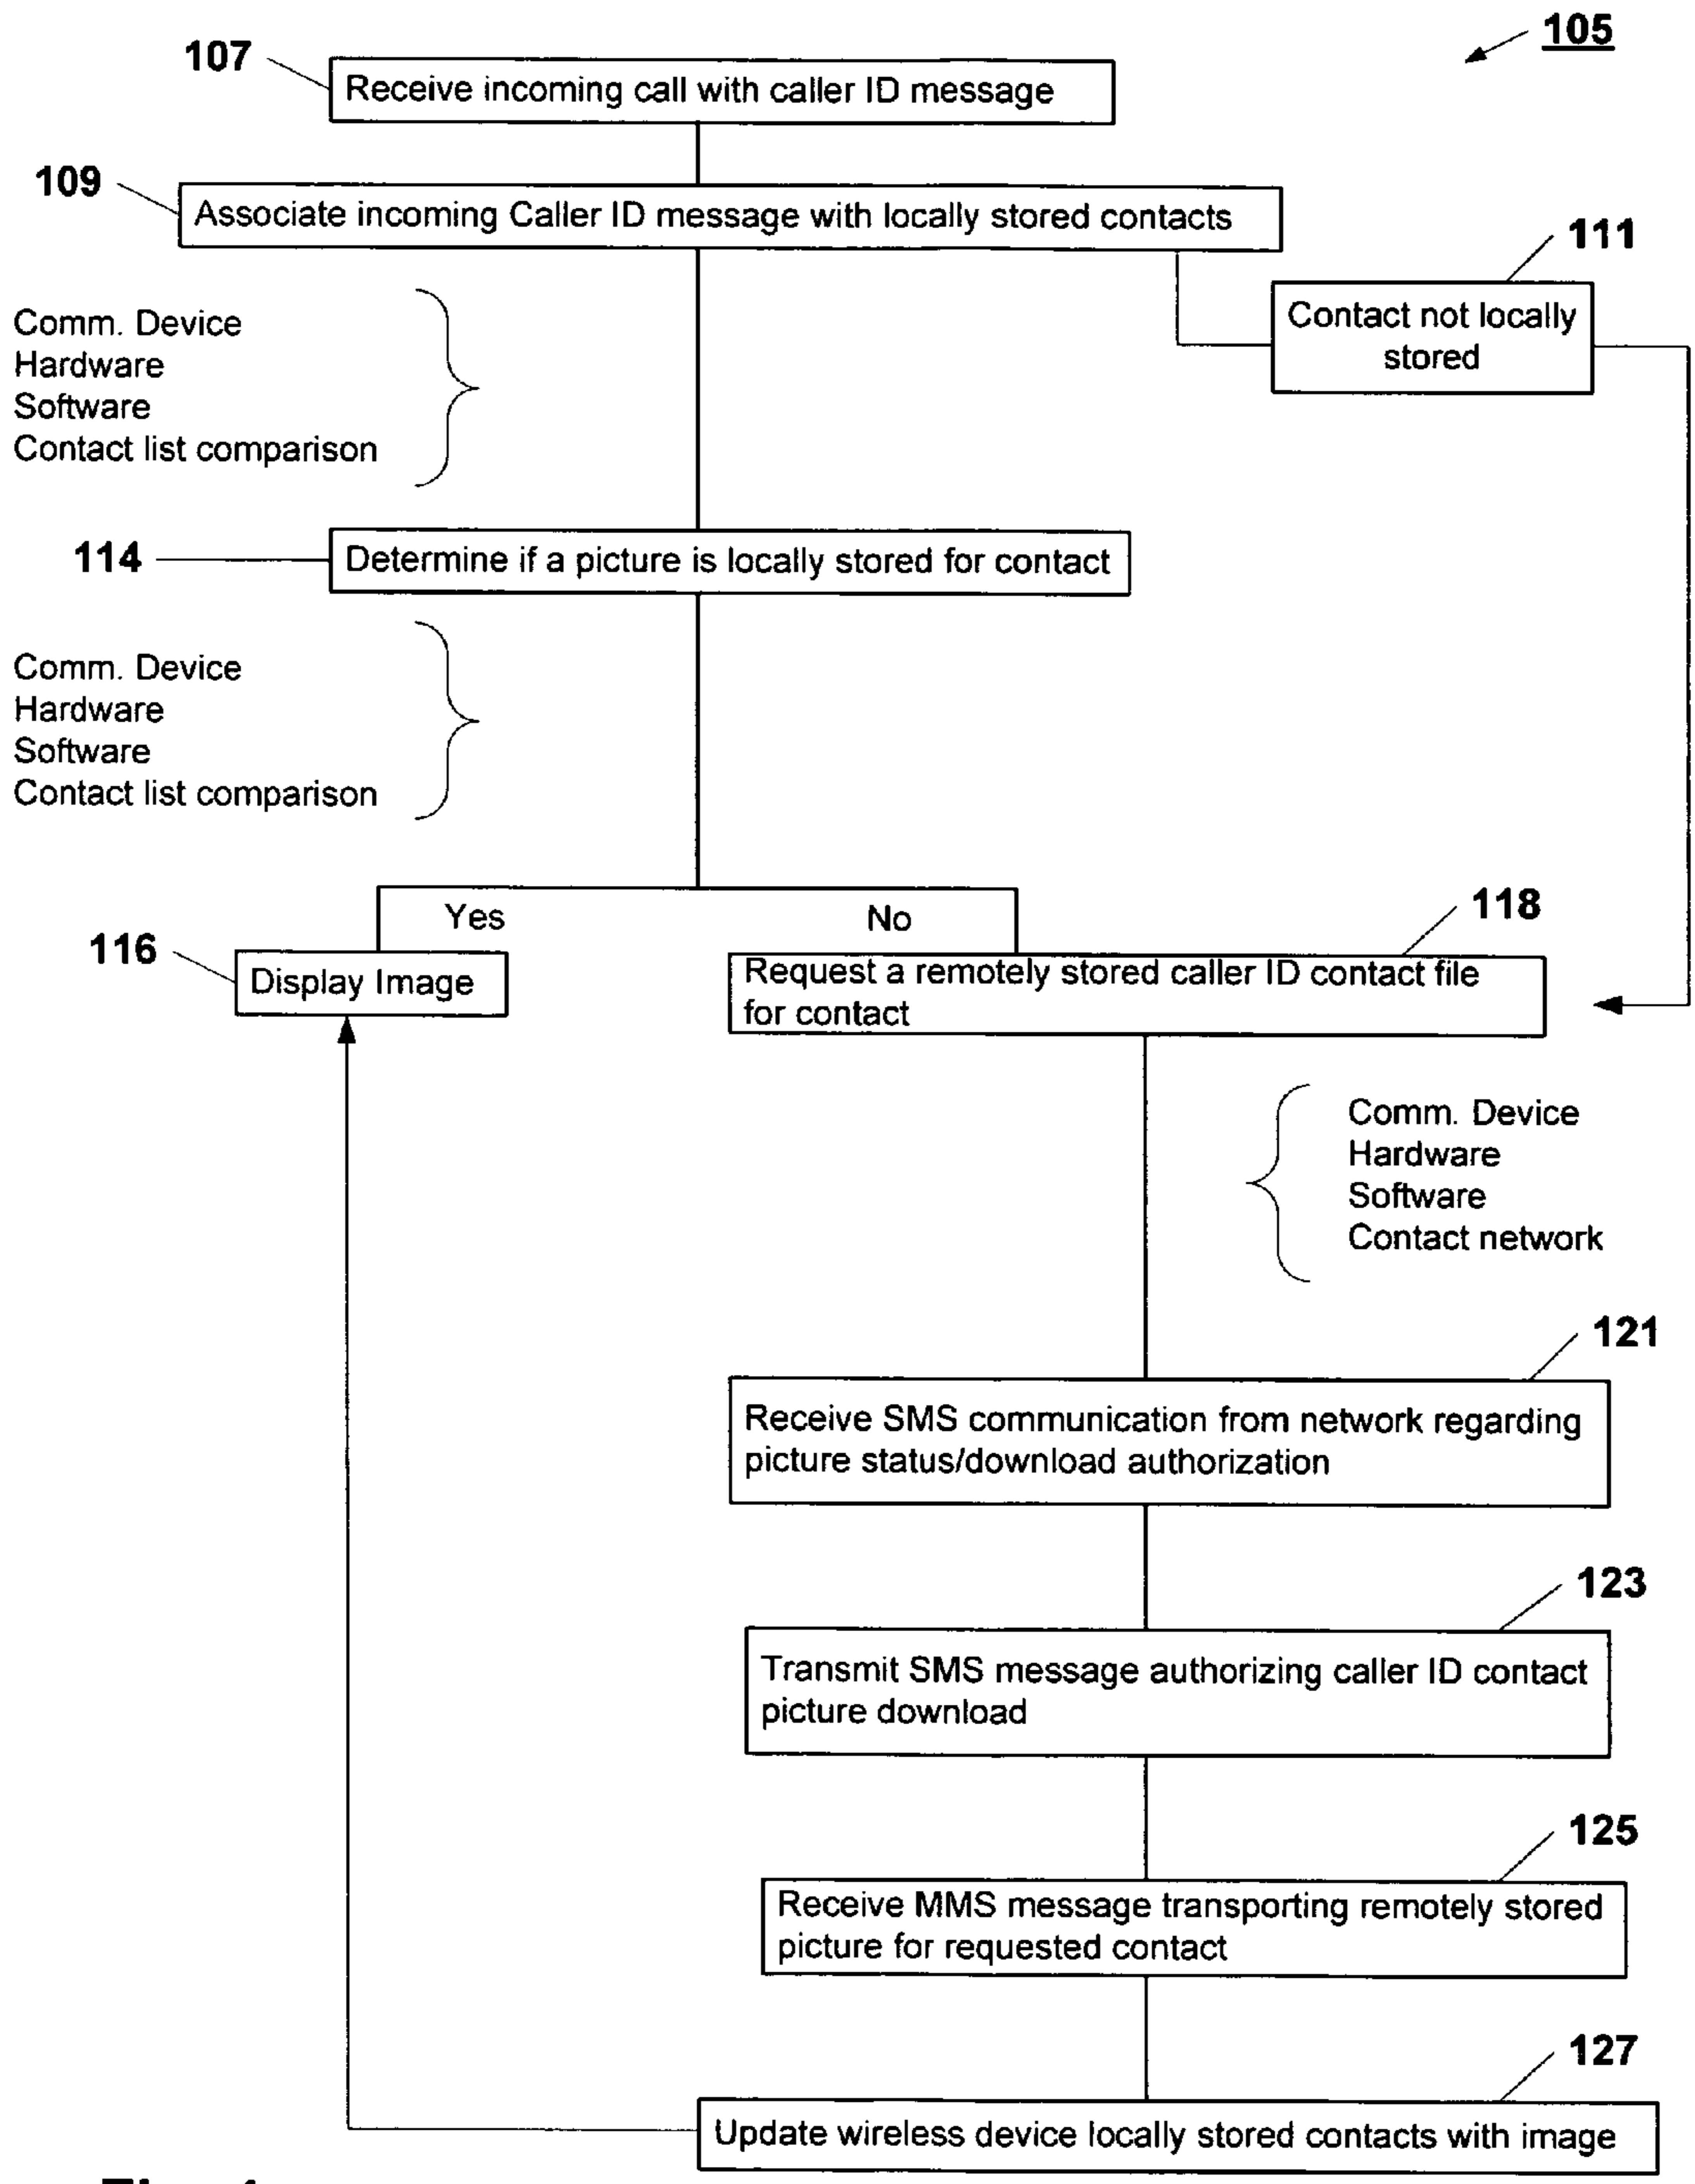 105
107
Receive incoming call with caller ID message
109
Associate incoming Caller ID message with locally stored contacts
111
Contact not locally
stored
Comm. Device
Hardware
Software
Contact list comparison
114
Determine if a picture is locally stored for contact
Comm. Device
Hardware
Software
Contact list comparison
Yes
No
116
Display Image
118
Request a remotely stored caller ID contact file
for contact
Comm. Device
Hardware
Software
Contact network
121
Receive SMS communication from network regarding
picture status/download authorization
123
Transmit SMS message authorizing caller ID contact
picture download
125
Receive MMS message transporting remotely stored
picture for requested contact
127
Update wireless device locally stored contacts with image